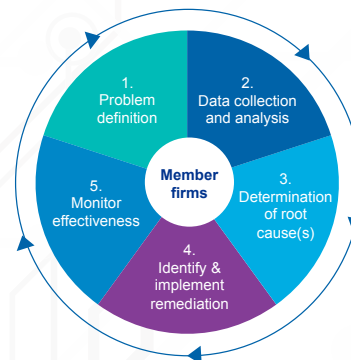 1.
Problem
definition
2.
Data collection
and analysis
3.
Determination
of root
cause(s)
4.
Identify &
implement
remediation
5.
Monitor
effectiveness
Member
firms